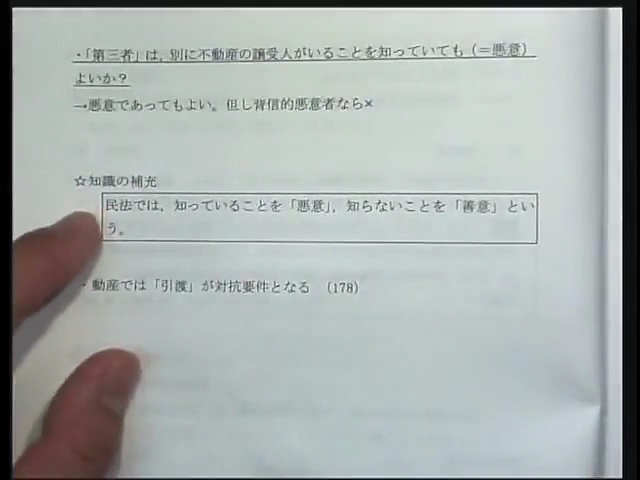 ・「第三者」は，別に不動産の譲受人がいることを知っていても（＝悪意）
よいか？
→悪意であってもよい。但し背信的悪意者なら×
☆知識の補充
民法では，知っていることを「悪意」，知らないことを「善意」とい
う。
・動産では「引渡」が対抗要件となる （178）